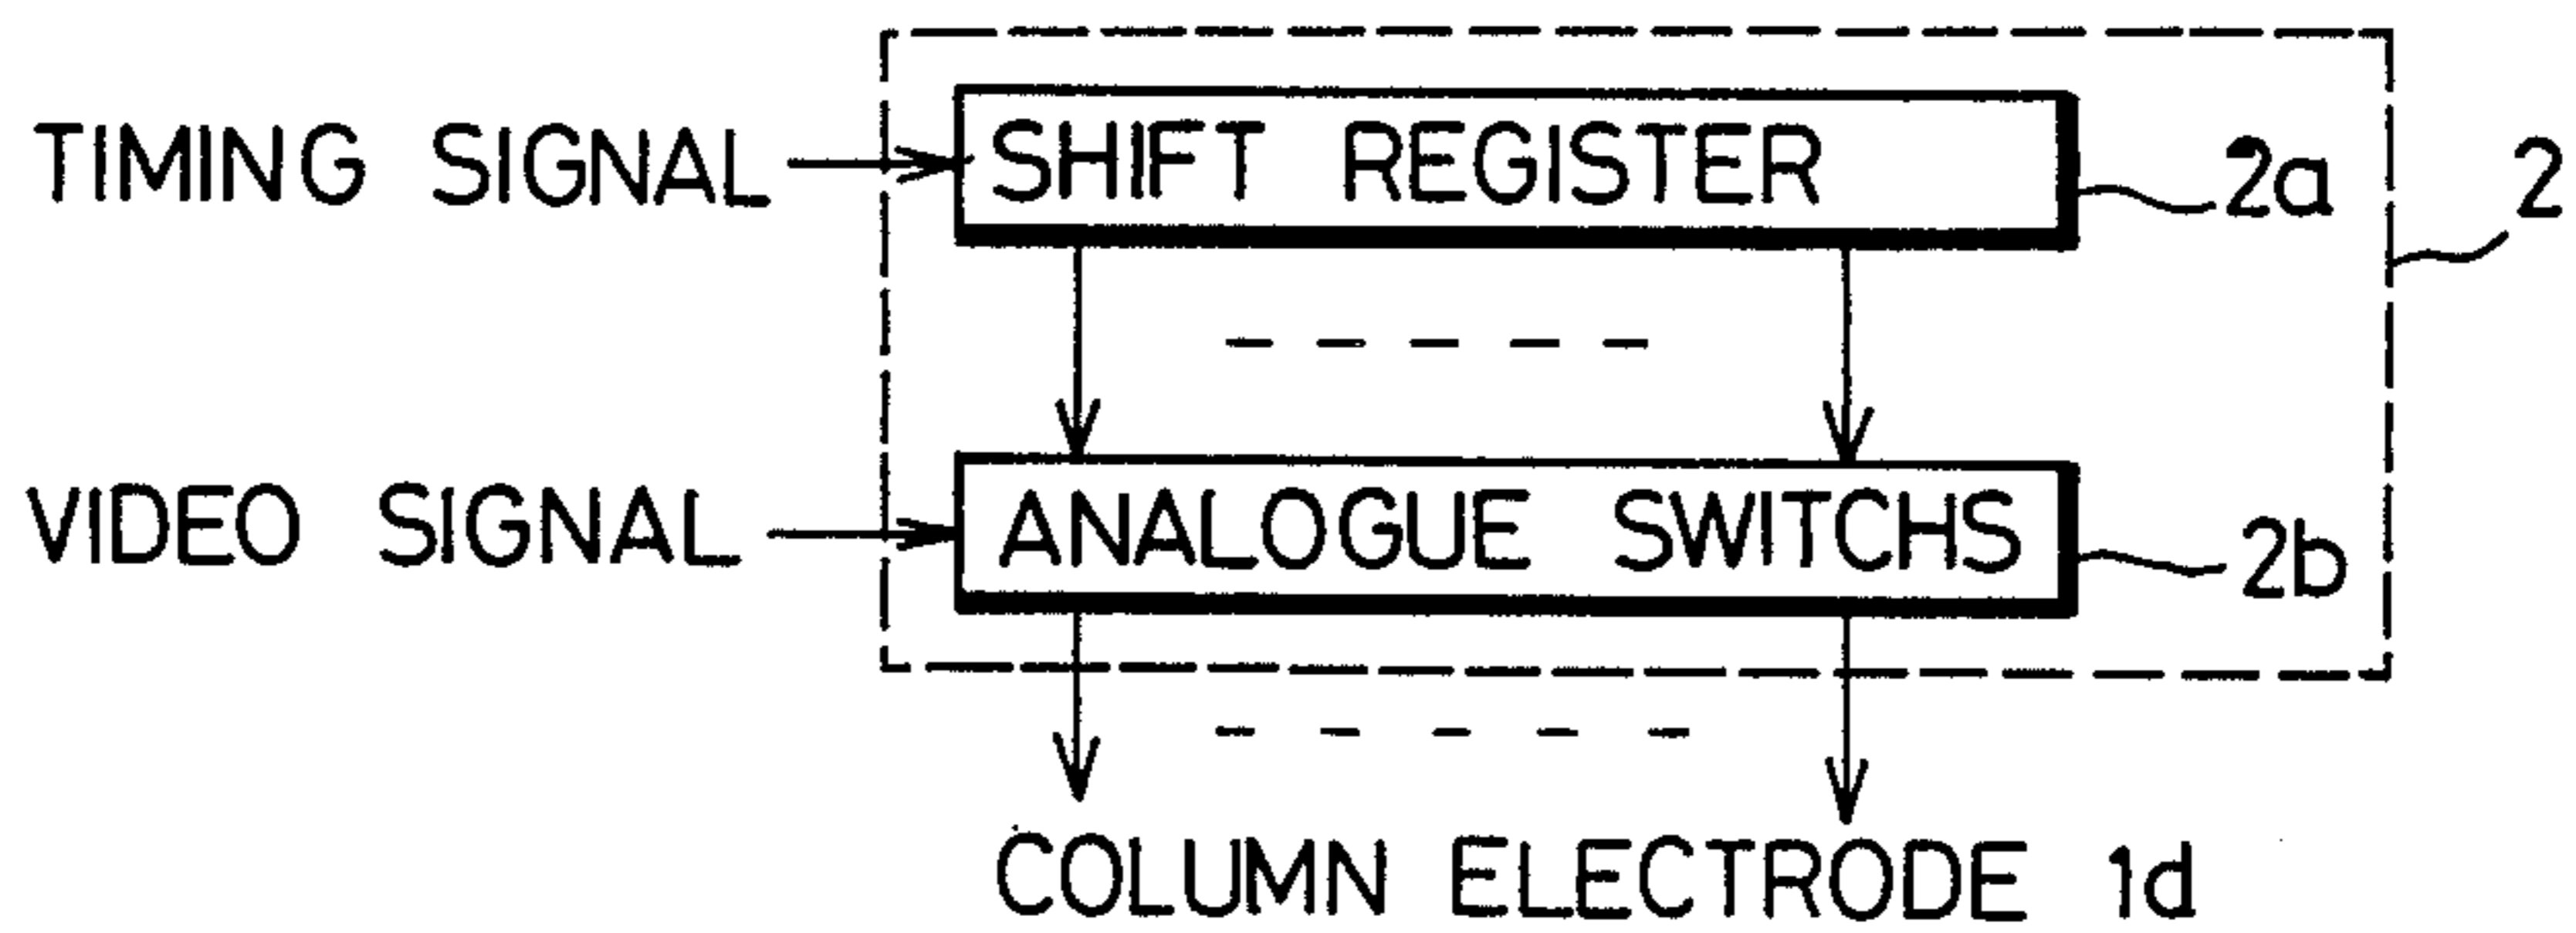 TIMING SIGNAL
SHIFT REGISTER
2a
2
VIDEO SIGNAL
ANALOGUE SWITCHS
2b
COLUMN ELECTRODE 1d